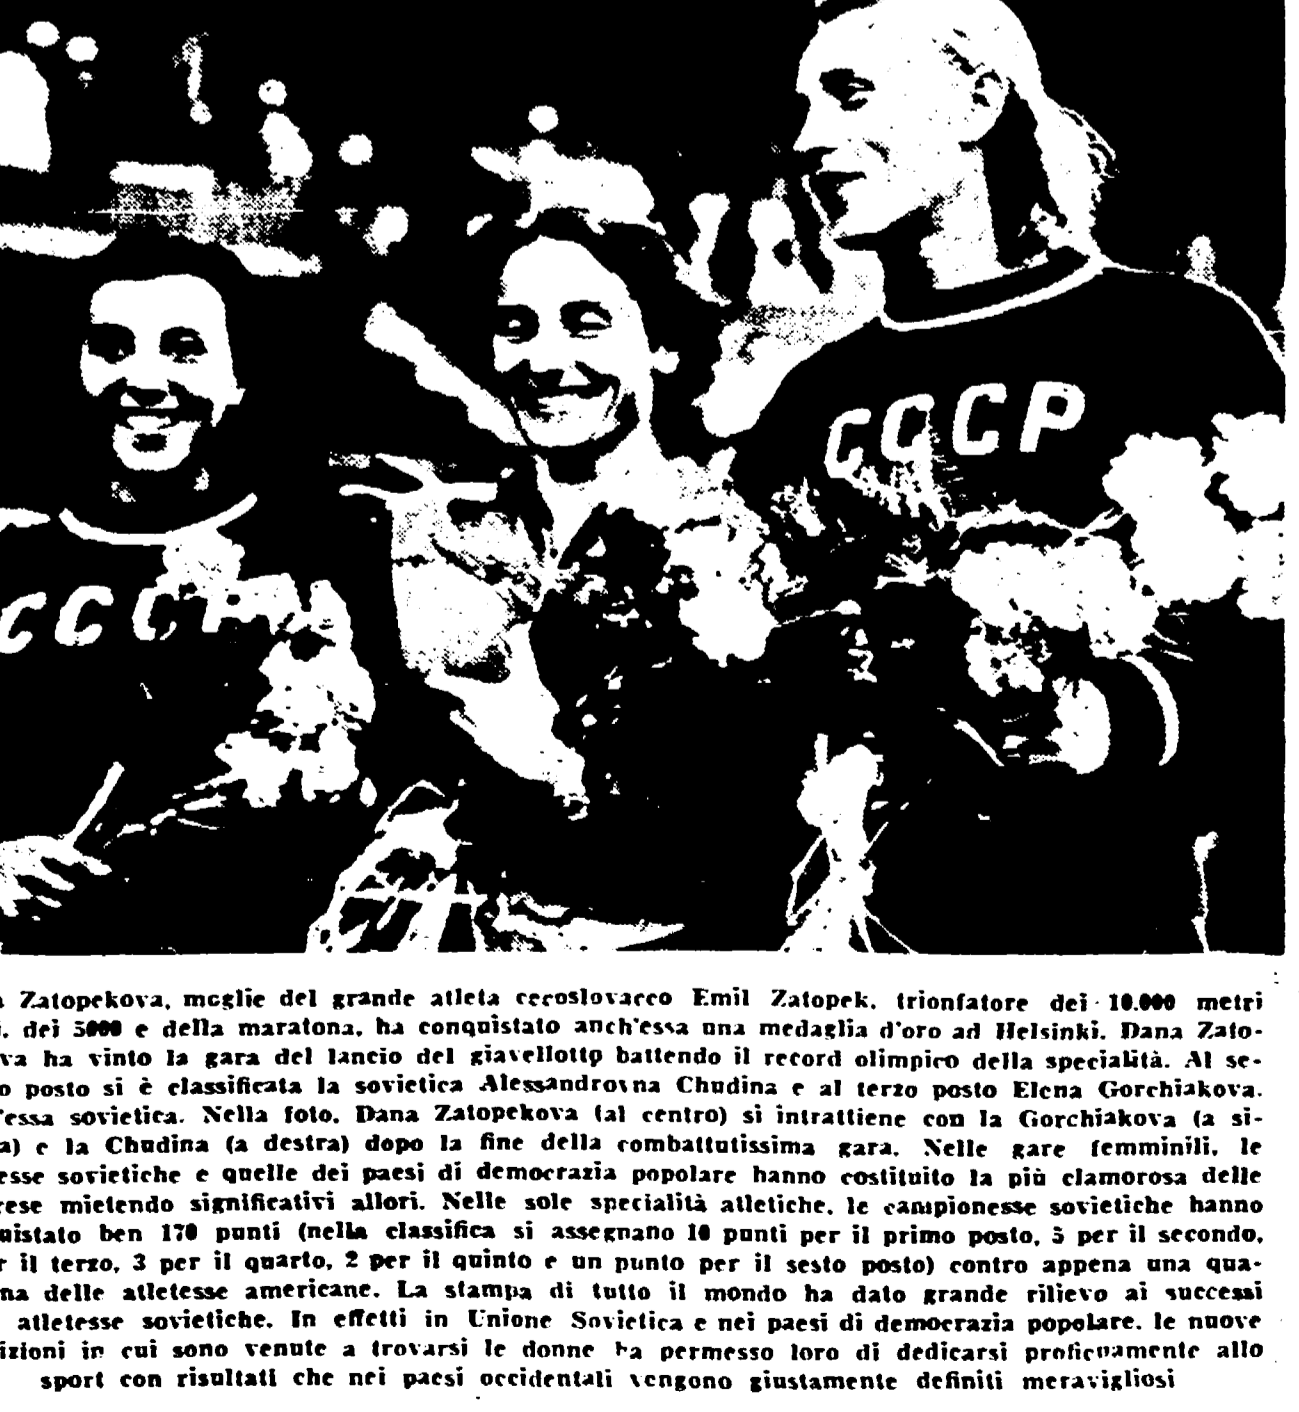 CCCP
CCCP
Zatopekova, moglie del grande atleta cecoslovacco Emil Zatopek, trionfatore dei 10.000 metri
i, dei 5000 e della maratona, ha conquistato anch'essa una medaglia d'oro ad Helsinki. Dana Zato-
va ha vinto la gara del lancio del giavellotto battendo il record olimpico della specialità. Al se-
o posto si è classificata la sovietica Alessandrovna Chudina e al terzo posto Elena Gorchiakova.
'essa sovietica. Nella foto, Dana Zatopekova (al centro) si intrattiene con la Gorchiakova (a si-
a) e la Chudina (a destra) dopo la fine della combattutissima gara. Nelle gare femminili, le
esse sovietiche e quelle dei paesi di democrazia popolare hanno costituito la più clamorosa delle
rese mietendo significativi allori. Nelle sole specialità atletiche, le campionesse sovietiche hanno
uistato ben 170 punti (nella classifica si assegnano 10 punti per il primo posto, 5 per il secondo,
r il terzo, 3 per il quarto, 2 per il quinto e un punto per il sesto posto) contro appena una qua-
na delle atletesse americane. La stampa di tutto il mondo ha dato grande rilievo ai successi
atletesse sovietiche. In effetti in Unione Sovietica e nei paesi di democrazia popolare, le nuove
izioni in cui sono venute a trovarsi le donne ha permesso loro di dedicarsi proficuamente allo
sport con risultati che nei paesi occidentali vengono giustamente definiti meravigliosi